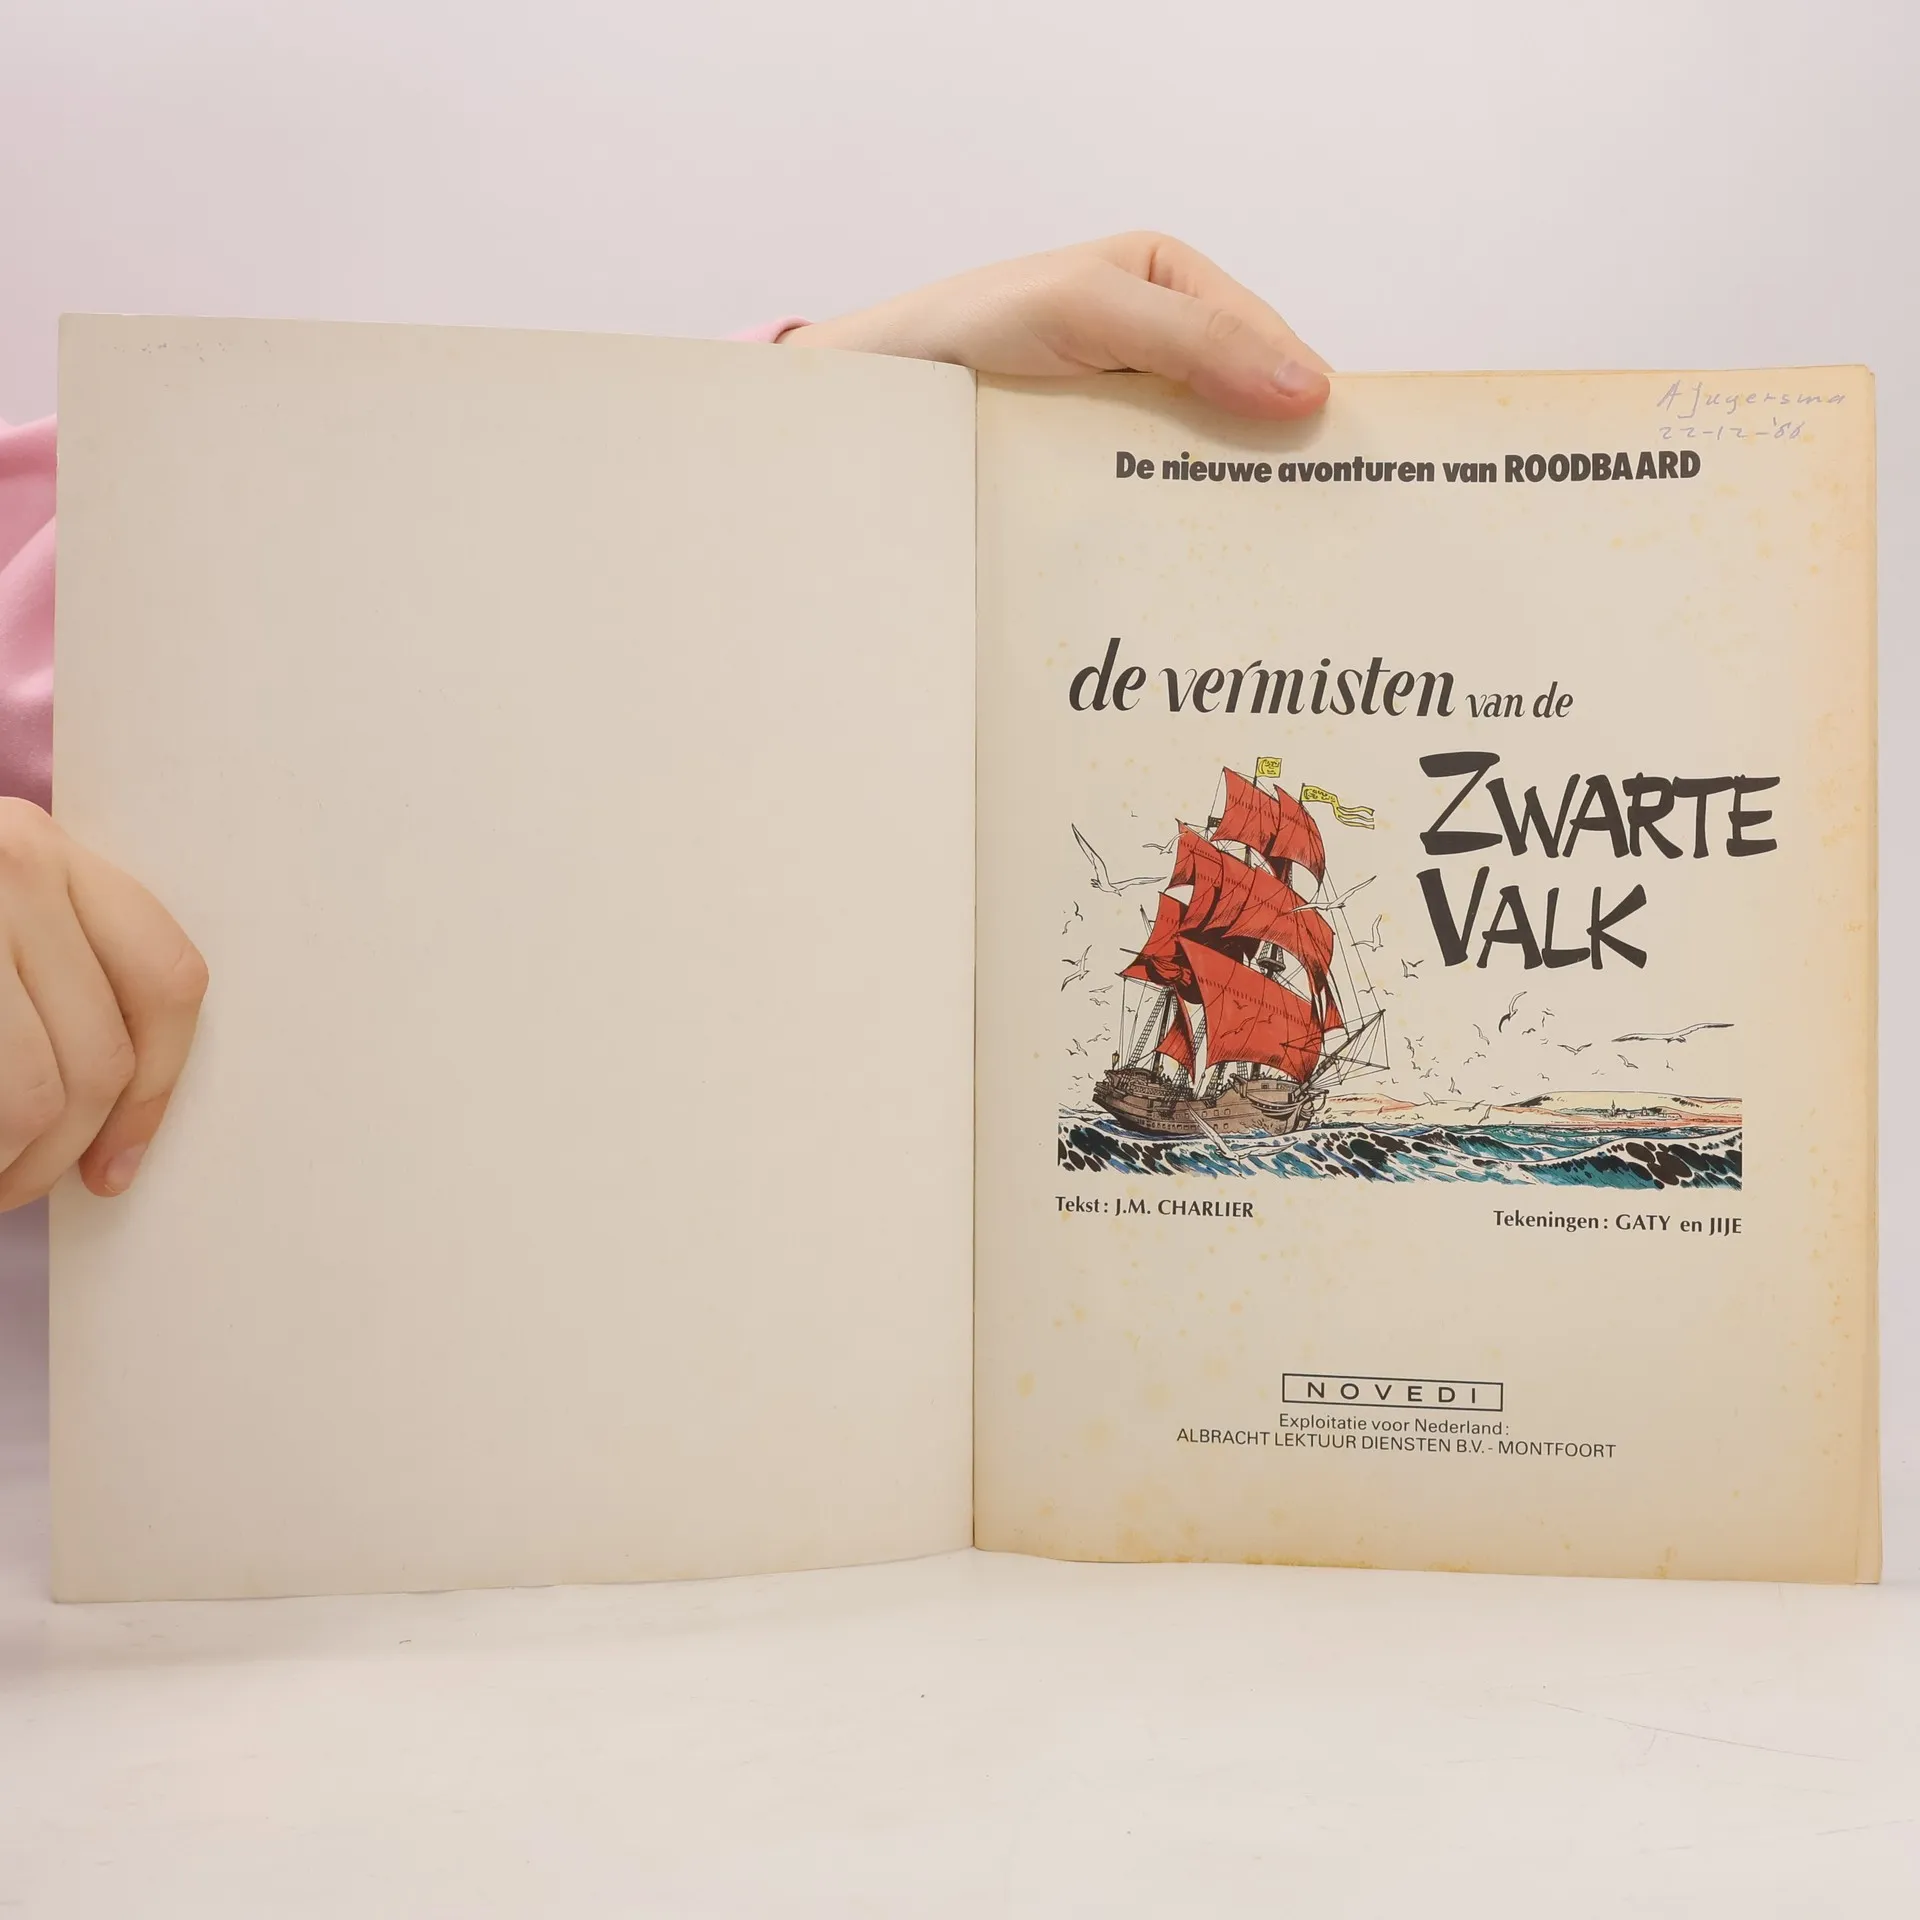 22-12-'86
De nieuwe avonturen van ROODBAARD
de vermisten van de
ZWARTE
VALK
Tekst: J.M. CHARLIER
Tekeningen: GATY en JIJE
NOVEDI
Exploitatie voor Nederland:
ALBRACHT LEKTUUR DIENSTEN B.V. - MONTFOORT